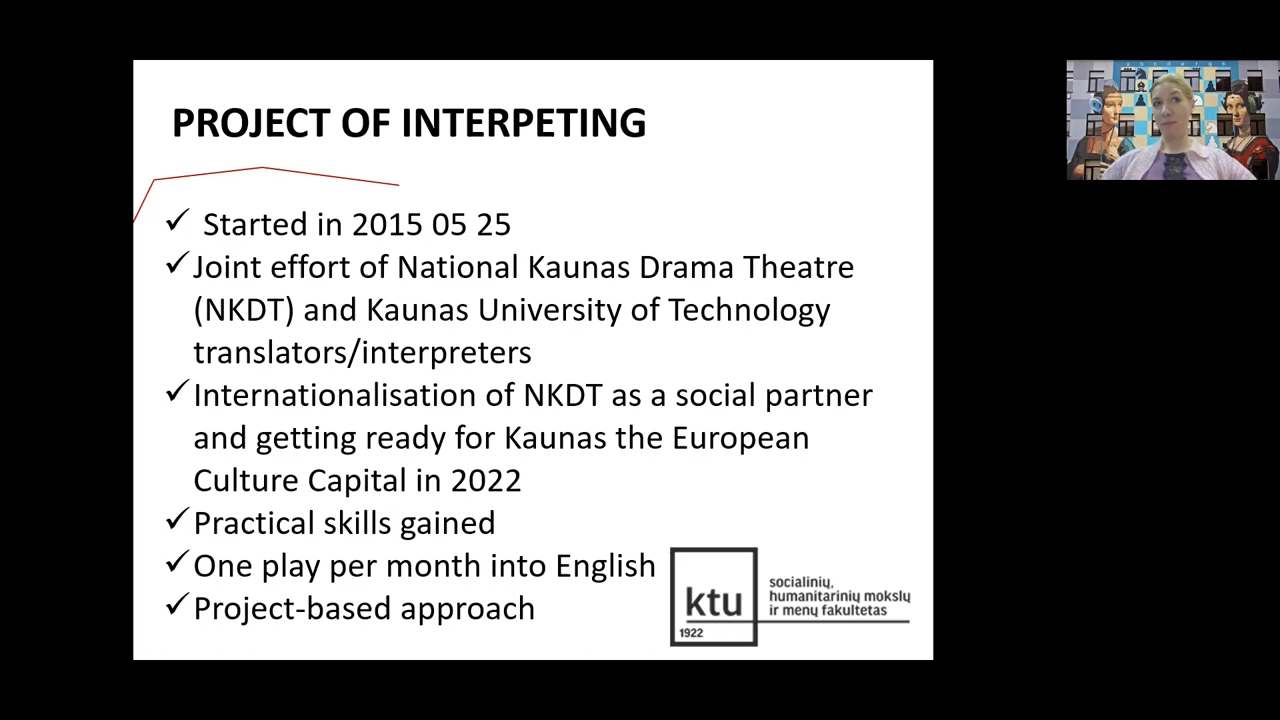 PROJECT OF INTERPETING
✓ Started in 2015 05 25
✓ Joint effort of National Kaunas Drama Theatre
(NKDT) and Kaunas University of Technology
translators/interpreters
✓ Internationalisation of NKDT as a social partner
and getting ready for Kaunas the European
Culture Capital in 2022
✓ Practical skills gained
✓ One play per month into English
✓ Project-based approach
ktu
1922
socialinių,
humanitarinių mokslų
ir menų fakultetas